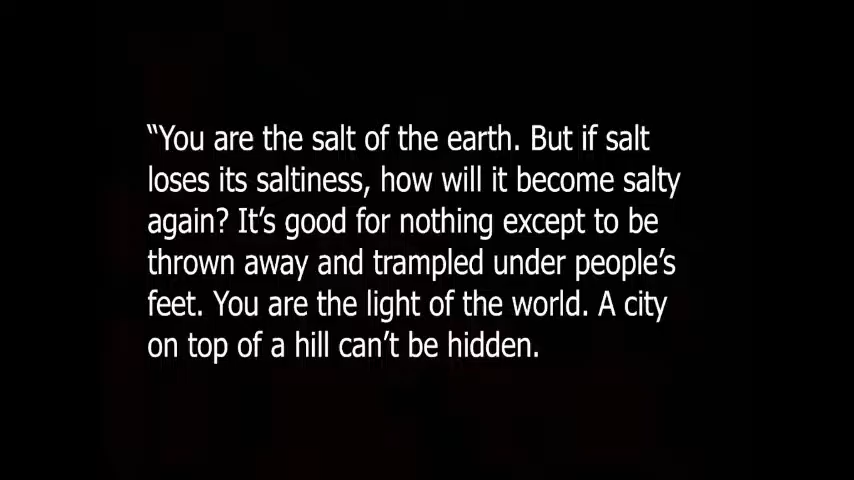 “You are the salt of the earth. But if salt
loses its saltiness, how will it become salty
again? It’s good for nothing except to be
thrown away and trampled under people’s
feet. You are the light of the world. A city
on top of a hill can’t be hidden.